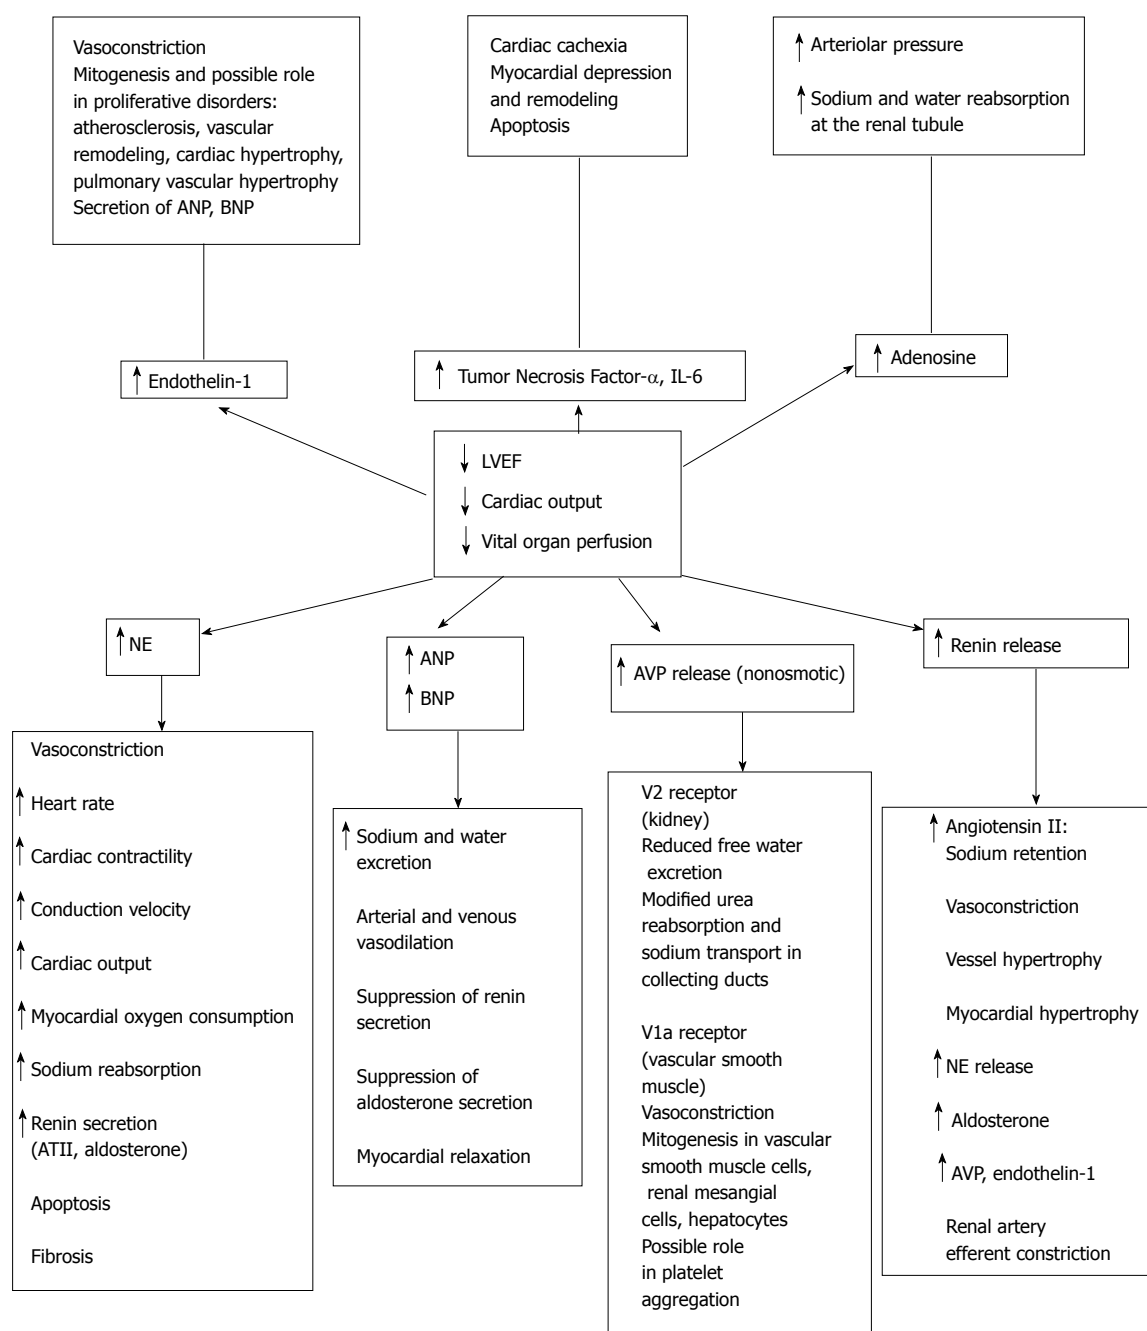 Vasoconstriction
Mitogenesis and possible role
in proliferative disorders:
atherosclerosis, vascular
remodeling, cardiac hypertrophy,
pulmonary vascular hypertrophy
Secretion of ANP, BNP
Cardiac cachexia
Myocardial depression
and remodeling
Apoptosis
↑ Arteriolar pressure
↑ Sodium and water reabsorption
at the renal tubule
↑ Endothelin-1
↑ Tumor Necrosis Factor-α, IL-6
↑ Adenosine
↓ LVEF
↓ Cardiac output
↓ Vital organ perfusion
↑ NE
↑ ANP
↑ BNP
↑ AVP release (nonosmotic)
↑ Renin release
Vasoconstriction
↑ Heart rate
↑ Cardiac contractility
↑ Conduction velocity
↑ Cardiac output
↑ Myocardial oxygen consumption
↑ Sodium reabsorption
↑ Renin secretion
(ATII, aldosterone)
Apoptosis
Fibrosis
↑ Sodium and water
excretion
Arterial and venous
vasodilation
Suppression of renin
secretion
Suppression of
aldosterone secretion
Myocardial relaxation
V2 receptor
(kidney)
Reduced free water
excretion
Modified urea
reabsorption and
sodium transport in
collecting ducts
V1a receptor
(vascular smooth
muscle)
Vasoconstriction
Mitogenesis in vascular
smooth muscle cells,
renal mesangial
cells, hepatocytes
Possible role
in platelet
aggregation
↑ Angiotensin II:
Sodium retention
Vasoconstriction
Vessel hypertrophy
Myocardial hypertrophy
↑ NE release
↑ Aldosterone
↑ AVP, endothelin-1
Renal artery
efferent constriction